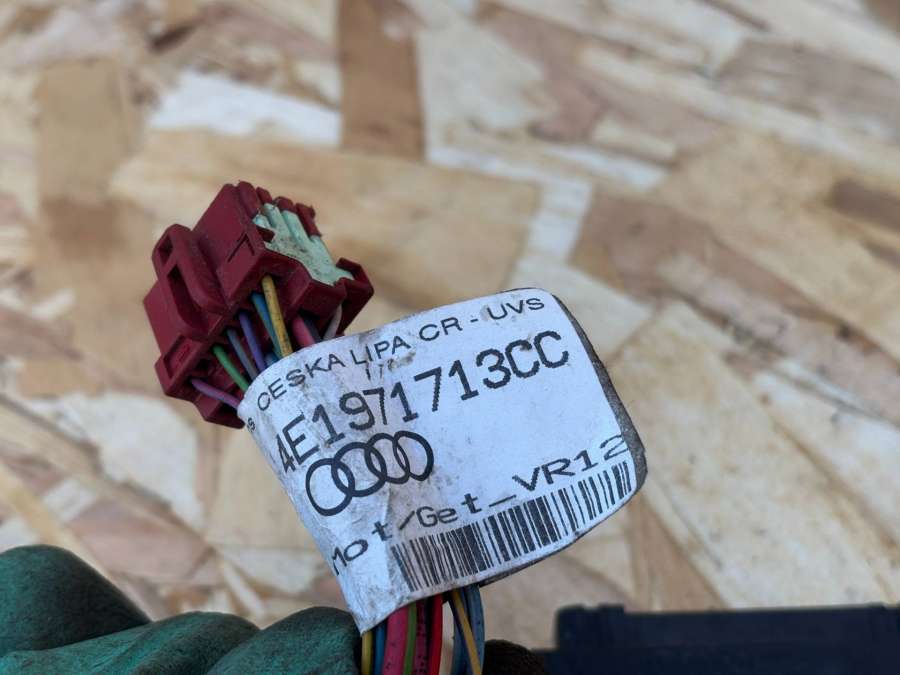 CESKA LIPA CR - UVS
4E1971713CC
Mot/Get_VR12